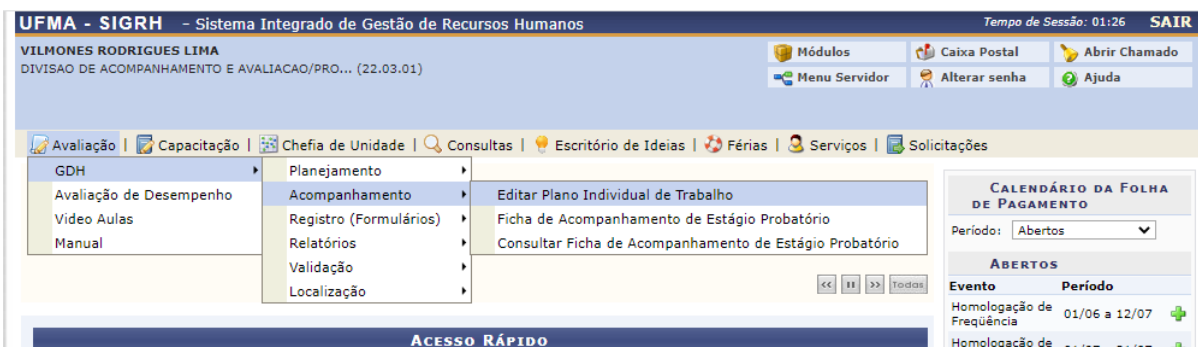 UFMA - SIGRH - Sistema Integrado de Gestão de Recursos Humanos
Tempo de Sessão: 01:26 SAIR
VILMONES RODRIGUES LIMA
DIVISAO DE ACOMPANHAMENTO E AVALIACAO/PRO... (22.03.01)
Módulos Caixa Postal Abrir Chamado
Menu Servidor Alterar senha Ajuda
Avaliação | Capacitação | Chefia de Unidade | Consultas | Escritório de Ideias | Férias | Serviços | Solicitações
GDH
Avaliação de Desempenho
Video Aulas
Manual
Planejamento
Acompanhamento
Registro (Formulários)
Relatórios
Validação
Localização
Editar Plano Individual de Trabalho
Ficha de Acompanhamento de Estágio Probatório
Consultar Ficha de Acompanhamento de Estágio Probatório
Todas
ACESSO RÁPIDO
CALENDÁRIO DA FOLHA
DE PAGAMENTO
Período: Abertos
ABERTOS
Evento Período
Homologação de
Freqüência 01/06 a 12/07
Homologação de